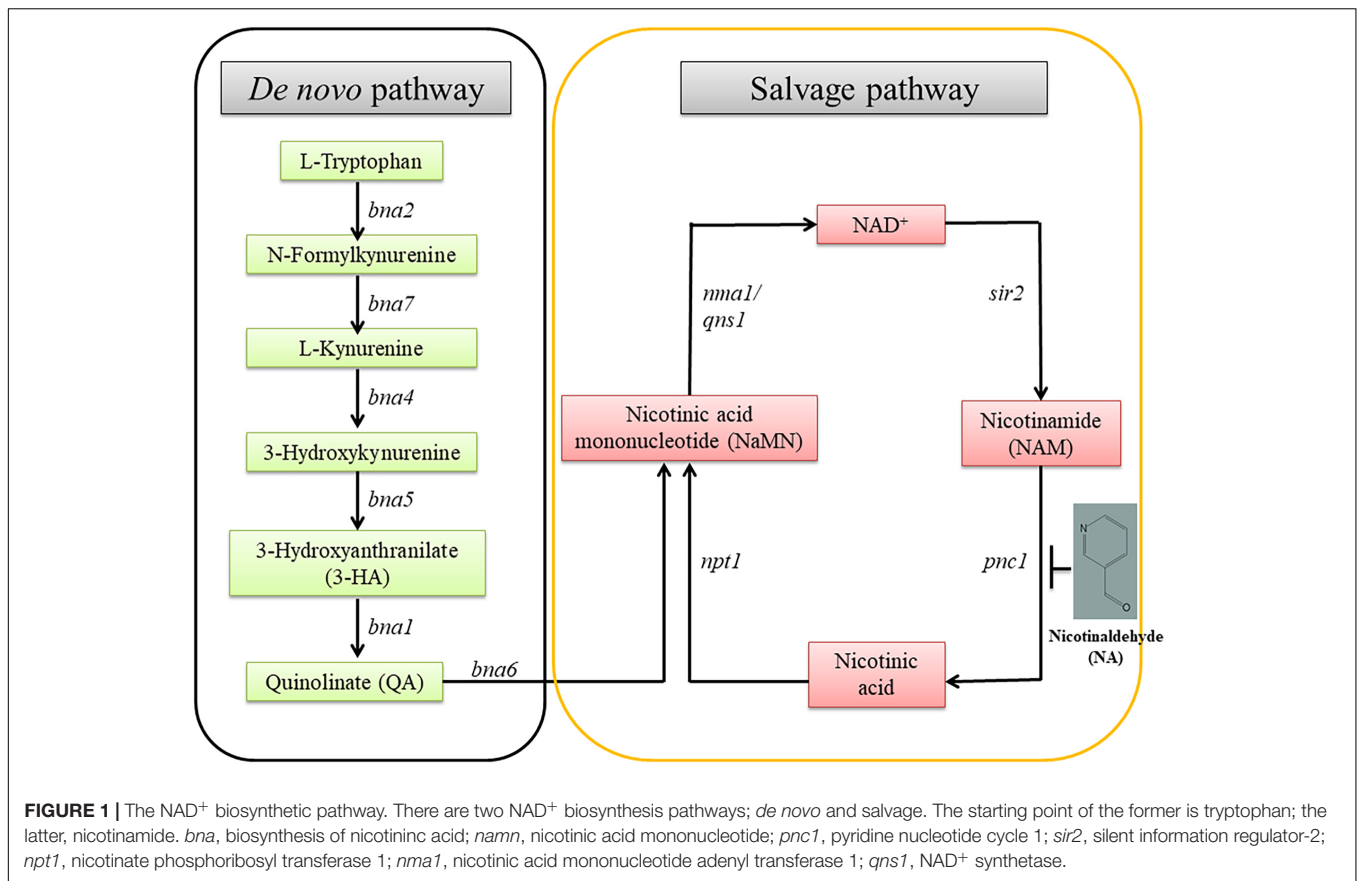 De novo pathway
L-Tryptophan
bna2
N-Formylkynurenine
bna7
L-Kynurenine
bna4
3-Hydroxykynurenine
bna5
3-Hydroxyanthranilate
(3-HA)
bna1
Quinolinate (QA)
bna6
Salvage pathway
NAD⁺
nma1/
qns1
sir2
Nicotinic acid
mononucleotide (NaMN)
Nicotinamide
(NAM)
npt1
pnc1
N
O
Nicotinaldehyde
(NA)
Nicotinic
acid
FIGURE 1 | The NAD⁺ biosynthetic pathway. There are two NAD⁺ biosynthesis pathways; de novo and salvage. The starting point of the former is tryptophan; the
latter, nicotinamide. bna, biosynthesis of nicotininc acid; namn, nicotinic acid mononucleotide; pnc1, pyridine nucleotide cycle 1; sir2, silent information regulator-2;
npt1, nicotinate phosphoribosyl transferase 1; nma1, nicotinic acid mononucleotide adenyl transferase 1; qns1, NAD⁺ synthetase.